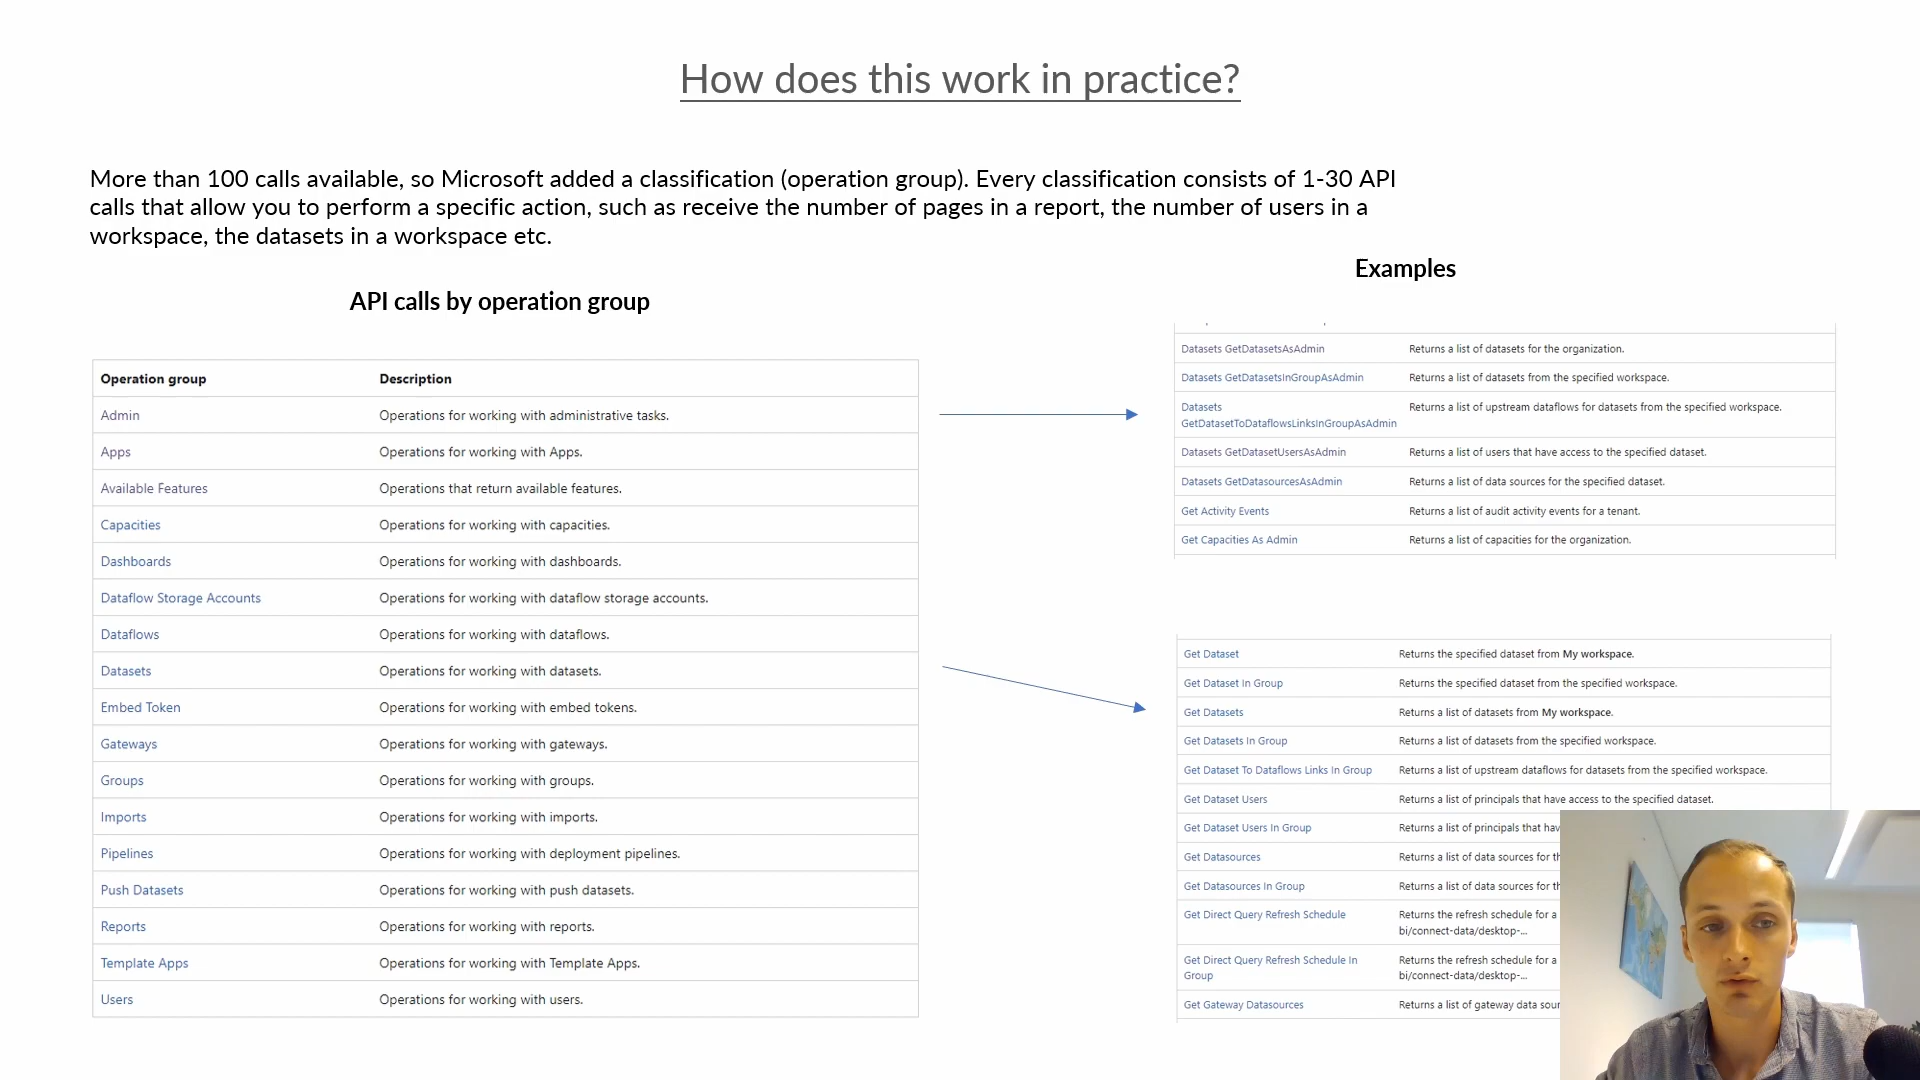 How does this work in practice?
More than 100 calls available, so Microsoft added a classification (operation group). Every classification consists of 1-30 API
calls that allow you to perform a specific action, such as receive the number of pages in a report, the number of users in a
workspace, the datasets in a workspace etc.
API calls by operation group
Operation group Description
Admin Operations for working with administrative tasks.
Apps Operations for working with Apps.
Available Features Operations that return available features.
Capacities Operations for working with capacities.
Dashboards Operations for working with dashboards.
Dataflow Storage Accounts Operations for working with dataflow storage accounts.
Dataflows Operations for working with dataflows.
Datasets Operations for working with datasets.
Embed Token Operations for working with embed tokens.
Gateways Operations for working with gateways.
Groups Operations for working with groups.
Imports Operations for working with imports.
Pipelines Operations for working with deployment pipelines.
Push Datasets Operations for working with push datasets.
Reports Operations for working with reports.
Template Apps Operations for working with Template Apps.
Users Operations for working with users.
Examples
Datasets GetDatasetsAsAdmin Returns a list of datasets for the organization.
Datasets GetDatasetsInGroupAsAdmin Returns a list of datasets from the specified workspace.
Datasets Returns a list of upstream dataflows for datasets from the specified workspace.
GetDatasetToDataflowsLinksInGroupAsAdmin
Datasets GetDatasetUsersAsAdmin Returns a list of users that have access to the specified dataset.
Datasets GetDatasourcesAsAdmin Returns a list of data sources for the specified dataset.
Get Activity Events Returns a list of audit activity events for a tenant.
Get Capacities As Admin Returns a list of capacities for the organization.
Get Dataset Returns the specified dataset from My workspace.
Get Dataset In Group Returns the specified dataset from the specified workspace.
Get Datasets Returns a list of datasets from My workspace.
Get Datasets In Group Returns a list of datasets from the specified workspace.
Get Dataset To Dataflows Links In Group Returns a list of upstream dataflows for datasets from the specified workspace.
Get Dataset Users Returns a list of principals that have access to the specified dataset.
Get Dataset Users In Group Returns a list of principals that
Get Datasources Returns a list of data sources for
Get Datasources In Group Returns a list of data sources for
Get Direct Query Refresh Schedule Returns the refresh schedule for a
bi/connect-data/desktop-...
Get Direct Query Refresh Schedule In Returns the refresh schedule for a
Group bi/connect-data/desktop-...
Get Gateway Datasources Returns a list of gateway data